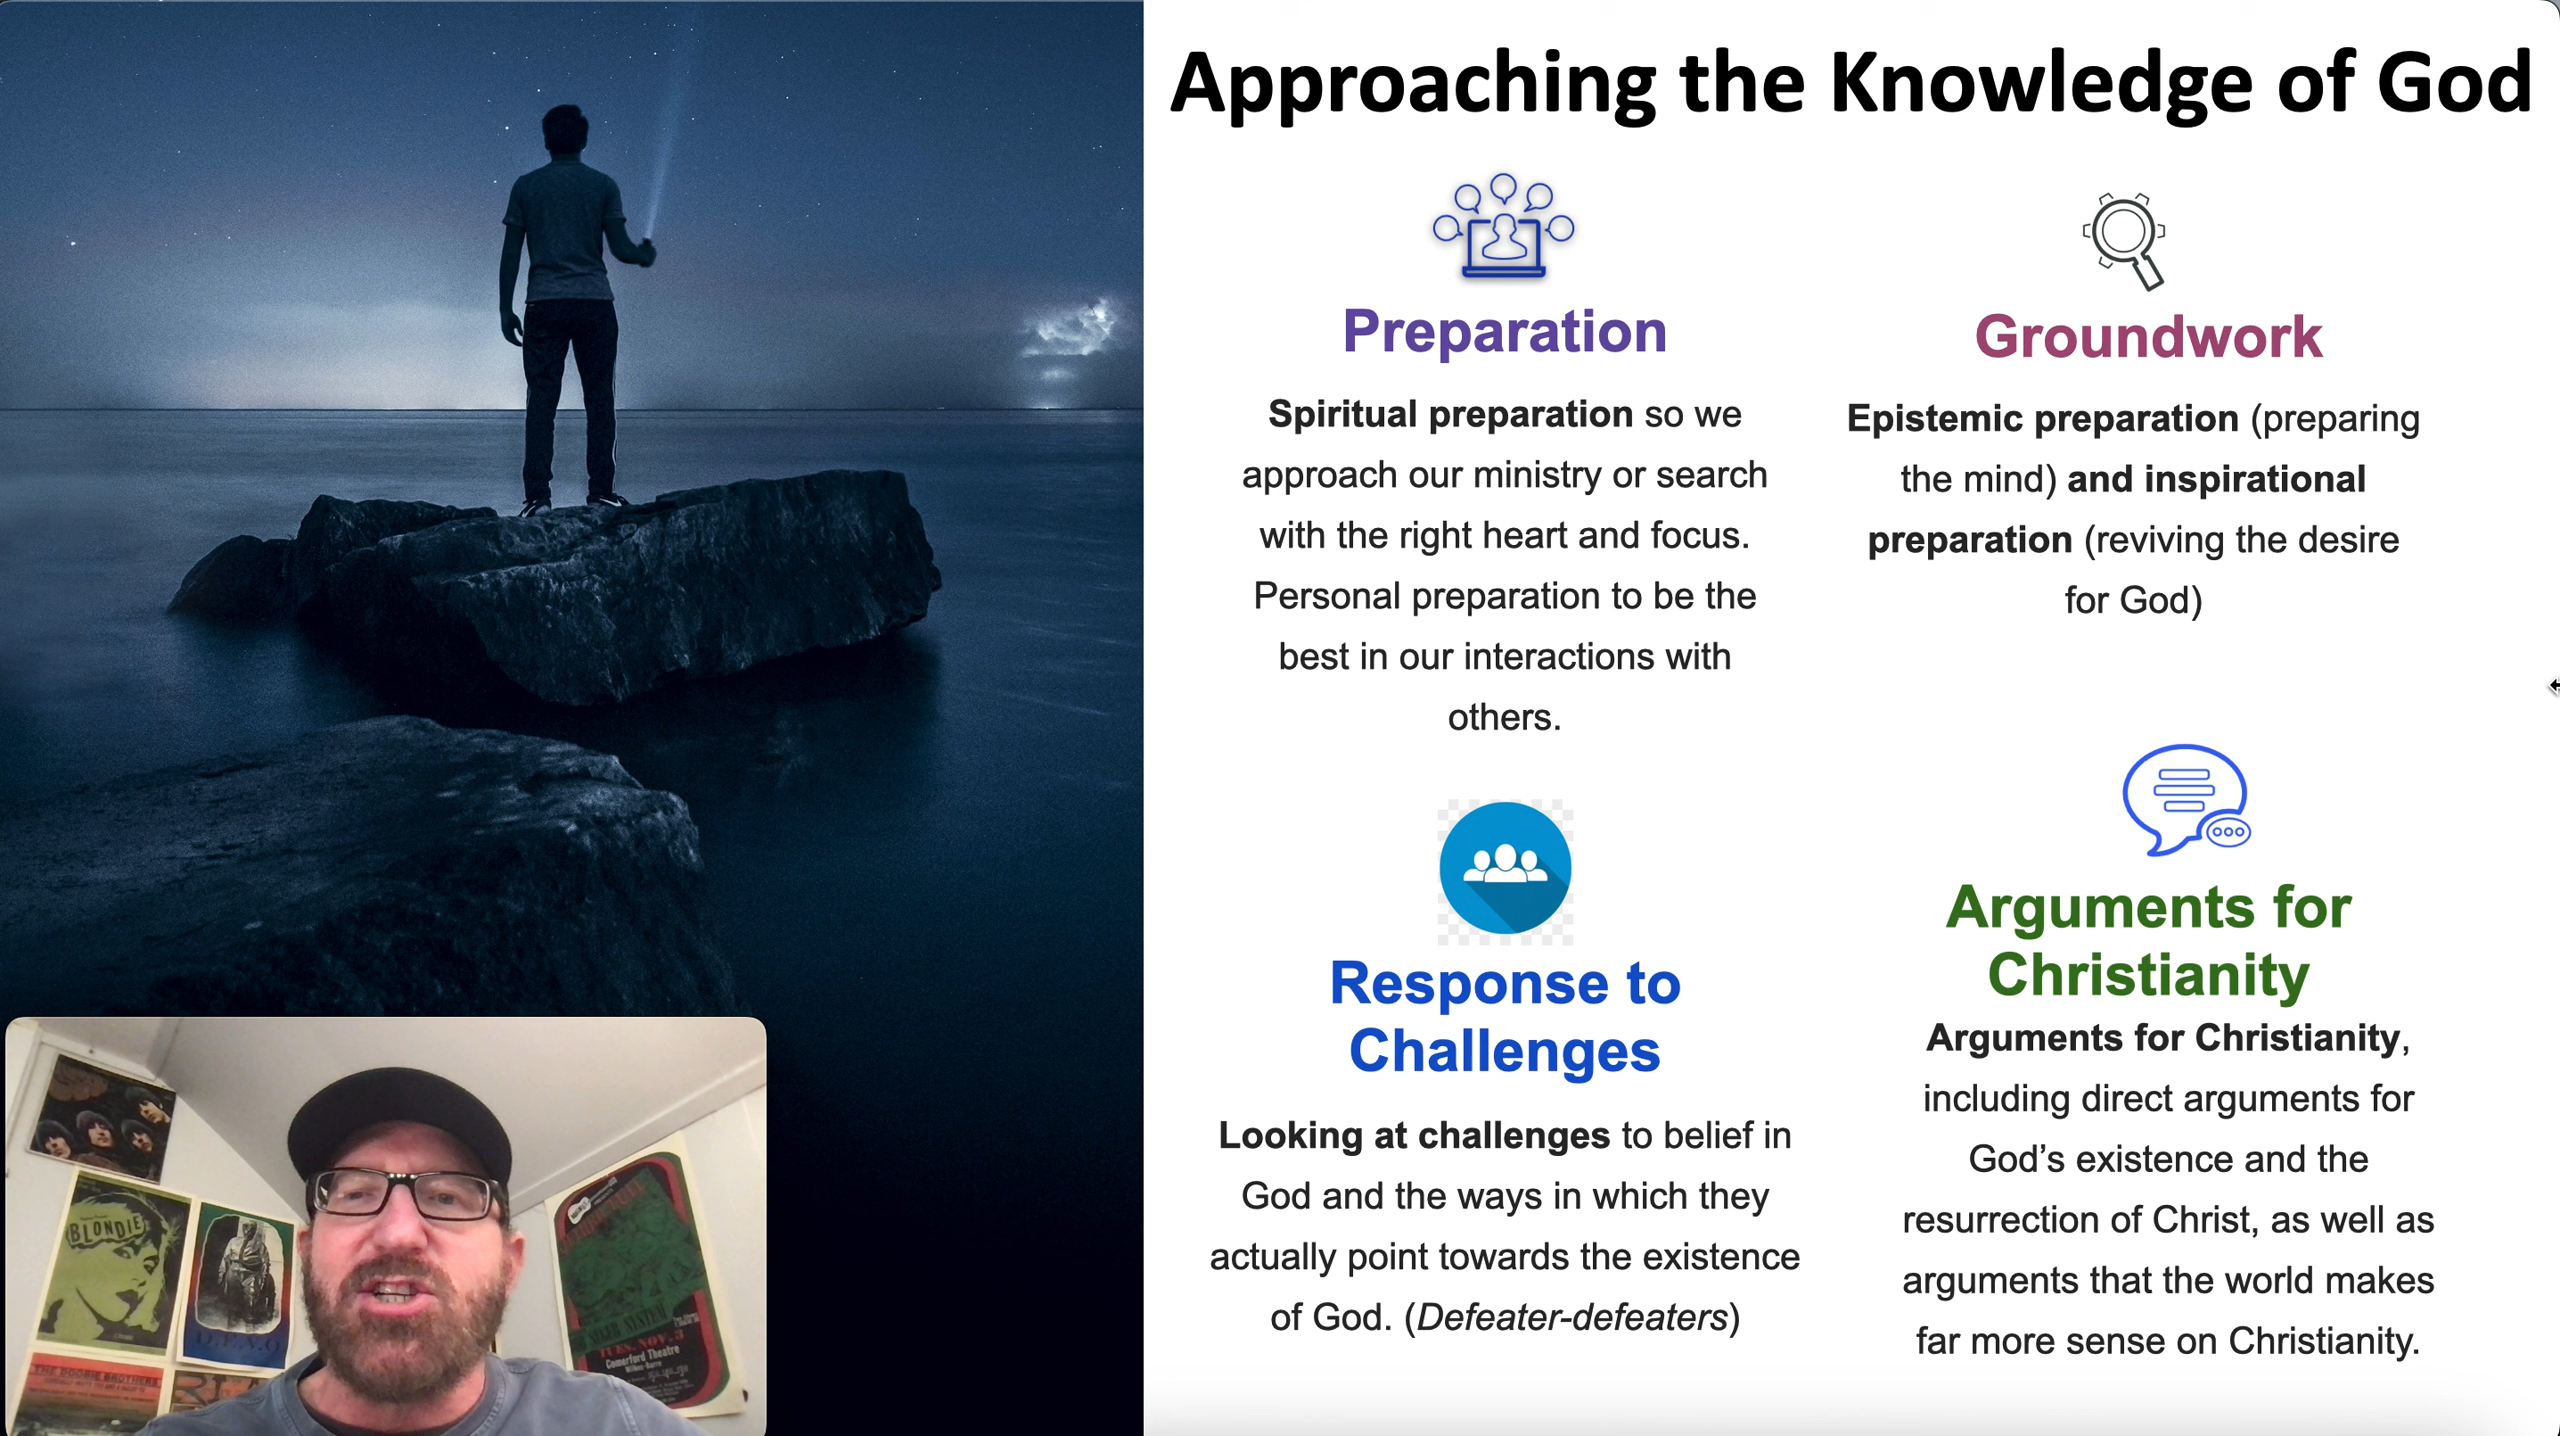 Approaching the Knowledge of God
Preparation
Spiritual preparation so we
approach our ministry or search
with the right heart and focus.
Personal preparation to be the
best in our interactions with
others.
Groundwork
Epistemic preparation (preparing
the mind) and inspirational
preparation (reviving the desire
for God)
Response to
Challenges
Looking at challenges to belief in
God and the ways in which they
actually point towards the existence
of God. (Defeater-defeaters)
Arguments for
Christianity
Arguments for Christianity,
including direct arguments for
God’s existence and the
resurrection of Christ, as well as
arguments that the world makes
far more sense on Christianity.
BLONDIE
THE DOOBIE BROTHERS
TUES. NOV. 5
Comerford Theatre
Wilkes-Barre